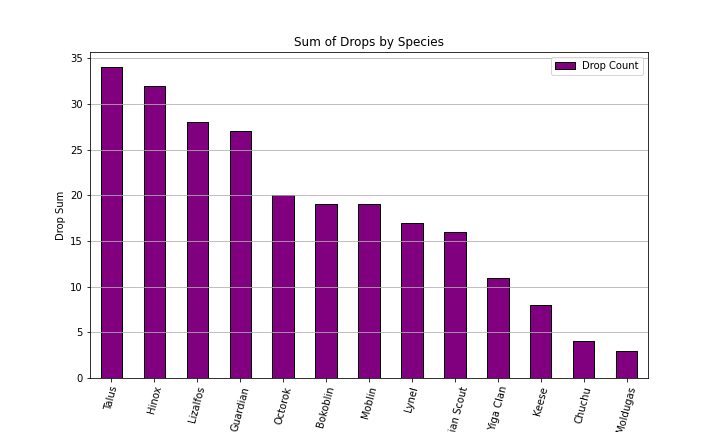 Sum of Drops by Species
Drop Count
Drop Sum
35
30
25
20
15
10
5
0
Talus
Hinox
Lizalfos
Guardian
Octorok
Bokoblin
Moblin
Lynel
ian Scout
Yiga Clan
Keese
Chuchu
Moldugas